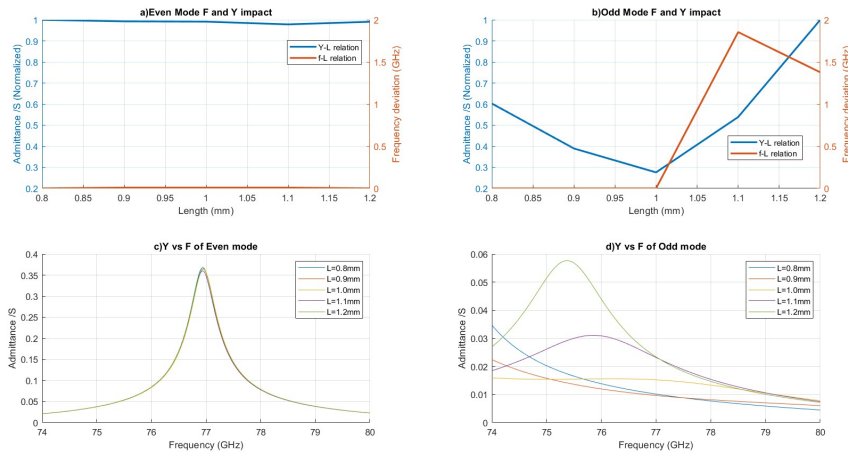 a)Even Mode F and Y impact
Admittance /S (Normalized)
1
0.9
0.8
0.7
0.6
0.5
0.4
0.3
0.2
2
1.5
1
0.5
0
Frequency deviation (GHz)
Y-L relation
f-L relation
0.8 0.85 0.9 0.95 1 1.05 1.1 1.15 1.2
Length (mm)
b)Odd Mode F and Y impact
Admittance /S (Normalized)
1
0.9
0.8
0.7
0.6
0.5
0.4
0.3
0.2
2
1.5
1
0.5
0
Frequency deviation (GHz)
Y-L relation
f-L relation
0.8 0.85 0.9 0.95 1 1.05 1.1 1.15 1.2
Length (mm)
c)Y vs F of Even mode
Admittance /S
0.4
0.35
0.3
0.25
0.2
0.15
0.1
0.05
0
L=0.8mm
L=0.9mm
L=1.0mm
L=1.1mm
L=1.2mm
74 75 76 77 78 79 80
Frequency (GHz)
d)Y vs F of Odd mode
Admittance /S
0.06
0.05
0.04
0.03
0.02
0.01
0
L=0.8mm
L=0.9mm
L=1.0mm
L=1.1mm
L=1.2mm
74 75 76 77 78 79 80
Frequency (GHz)